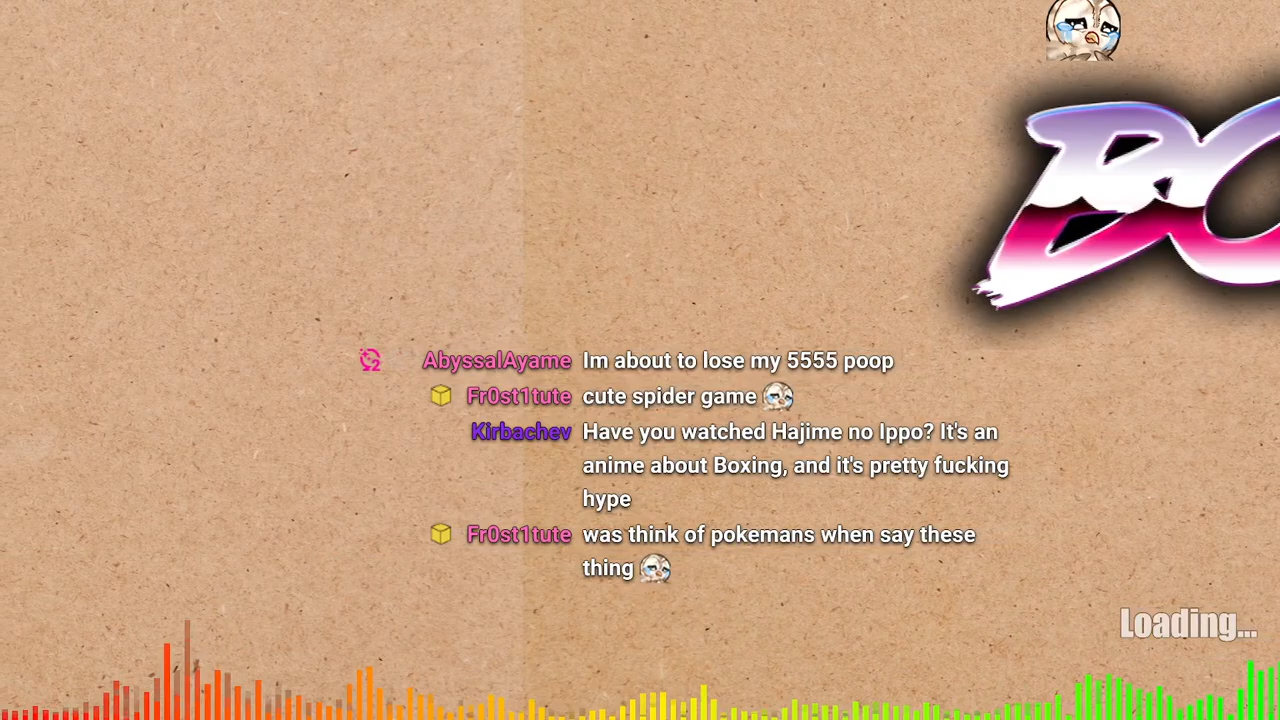 BO
AbyssalAyame Im about to lose my 5555 poop
Fr0st1tute cute spider game
Kirbachev Have you watched Hajime no Ippo? It's an
anime about Boxing, and it's pretty fucking
hype
Fr0st1tute was think of pokemans when say these
thing
Loading...